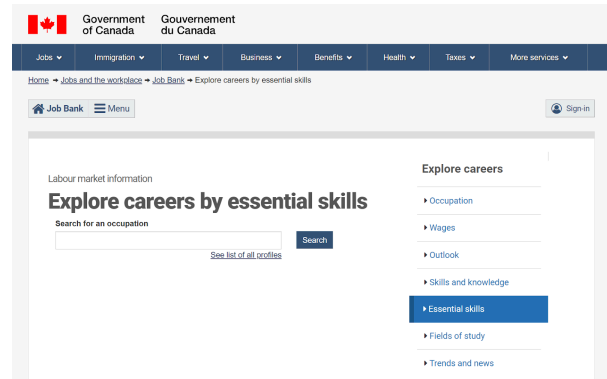 Government Gouvernement
of Canada du Canada
Jobs Immigration Travel Business Benefits Health Taxes More services
Home → Jobs and the workplace → Job Bank → Explore careers by essential skills
Job Bank Menu Sign-in
Labour market information
Explore careers by essential skills
Search for an occupation
Search
See list of all profiles
Explore careers
Occupation
Wages
Outlook
Skills and knowledge
Essential skills
Fields of study
Trends and news